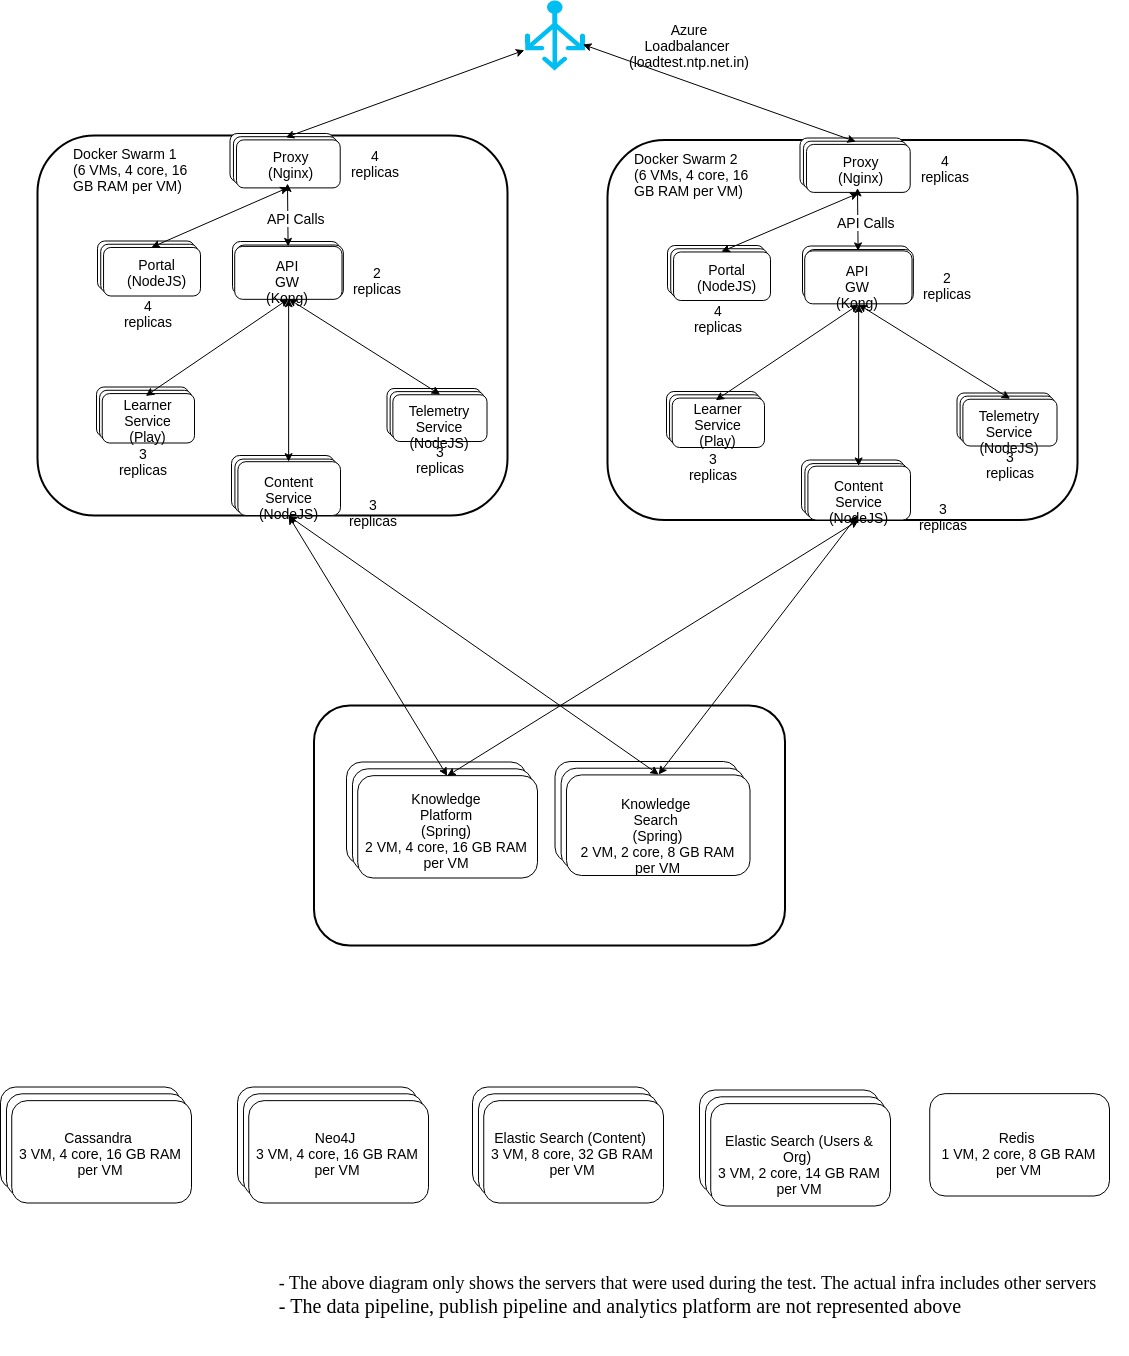 Azure
Loadbalancer
(loadtest.ntp.net.in)
Docker Swarm 1
(6 VMs, 4 core, 16
GB RAM per VM)
Proxy
(Nginx)
4
replicas
API Calls
Portal
(NodeJS)
4
replicas
API
GW
(Kong)
2
replicas
Learner
Service
(Play)
3
replicas
Telemetry
Service
(NodeJS)
3
replicas
Content
Service
(NodeJS)
3
replicas
Docker Swarm 2
(6 VMs, 4 core, 16
GB RAM per VM)
Proxy
(Nginx)
4
replicas
API Calls
Portal
(NodeJS)
4
replicas
API
GW
(Kong)
2
replicas
Learner
Service
(Play)
3
replicas
Telemetry
Service
(NodeJS)
3
replicas
Content
Service
(NodeJS)
3
replicas
Knowledge
Platform
(Spring)
2 VM, 4 core, 16 GB RAM
per VM
Knowledge
Search
(Spring)
2 VM, 2 core, 8 GB RAM
per VM
Cassandra
3 VM, 4 core, 16 GB RAM
per VM
Neo4J
3 VM, 4 core, 16 GB RAM
per VM
Elastic Search (Content)
3 VM, 8 core, 32 GB RAM
per VM
Elastic Search (Users &
Org)
3 VM, 2 core, 14 GB RAM
per VM
Redis
1 VM, 2 core, 8 GB RAM
per VM
- The above diagram only shows the servers that were used during the test. The actual infra includes other servers
- The data pipeline, publish pipeline and analytics platform are not represented above